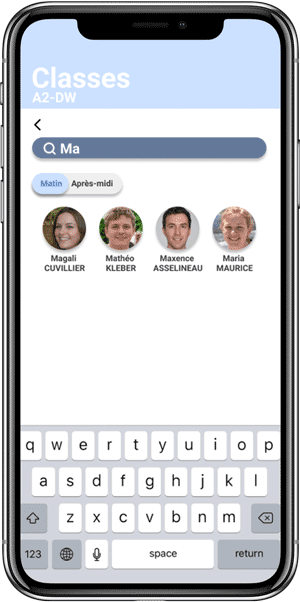 Classes
A2-DW
Ma
Matin Après-midi
Magali Mathéo Maxence Maria
CUVILLIER KLEBER ASSELINEAU MAURICE
q w e r t y u i o p
a s d f g h j k l
z x c v b n m
123 space return